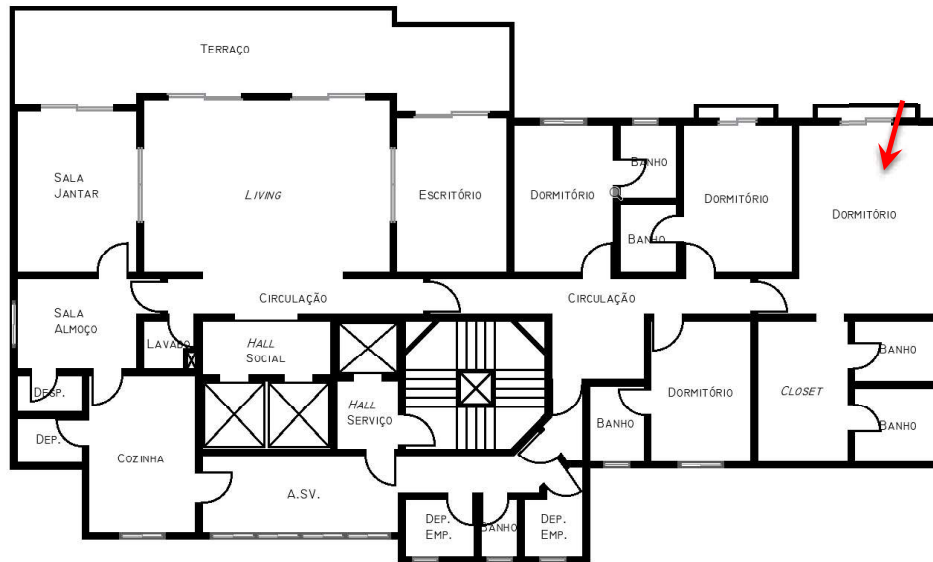 Terraço
Sala
Jantar
Living
Escritório
Dormitório
Banho
Banho
Dormitório
Dormitório
Sala
Almoço
Circulação
Circulação
Lavabo
Hall
Social
Hall
Serviço
Desp.
Dep.
Cozinha
A.Sv.
Dep.
Emp.
Banho
Dep.
Emp.
Banho
Dormitório
Closet
Banho
Banho